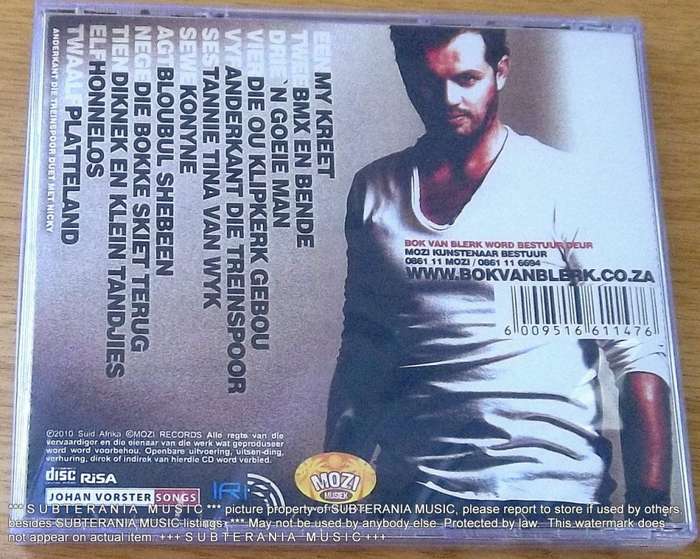 EEN MY KREET
TWEE BMX EN BENDE
DRIE 'N GOEIE MAN
VIER DIE OU KLIPKERK GEBOU
VY ANDERKANT DIE TREINSPOOR
SES TANNIE TINA VAN WYK
SEWE KONYNE
AGT BLOUBUL SHEBEEN
NEGE DIE BOKKE SKIET TERUG
TIEN DIKNEK EN KLEIN TANDJIES
ELF HONNELOS
TWAALF PLATTELAND
ANDERKANT DIE TREINSPOOR DUET MET NICKY
BOK VAN BLERK WORD BESTUUR DEUR
MOZI KUNSTENAAR BESTUUR
0861 11 MOZI / 0861 11 6694
WWW.BOKVANBLERK.CO.ZA
6 009516 611476
℗2010 Suid Afrika ©MOZI RECORDS Alle regte van die
vervaardiger en die eienaar van die werk wat geproduseer
word word voorbehou. Openbare uitvoering, uitsen-ding,
verhuring, direk of indirek van hierdie CD word verbied.
disc RiSA
JOHAN VORSTER SONGS
MOZI
MUSIEK
*** S U B T E R A N I A M U S I C *** picture property of SUBTERANIA MUSIC, please report to store if used by others
besides SUBTERANIA MUSIC listings, *** May not be used by anybody else. Protected by law. This watermark does
not appear on actual item. +++ S U B T E R A N I A M U S I C +++